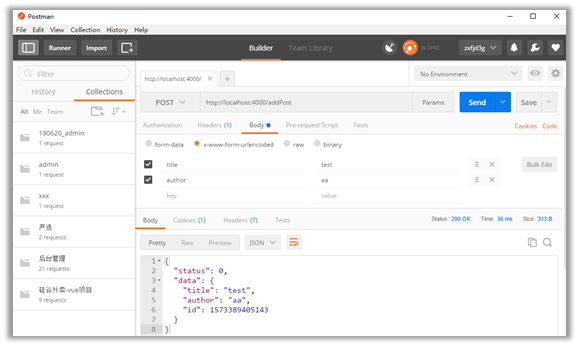 Postman
File Edit View Collection History Help
Runner Import Builder Team Library IN SYNC zxfjd3g
Filter
History Collections
All Me Team
190620_admin
1 request
admin
1 request
xxx
1 request
严选
2 requests
后台管理
21 requests
硅谷外卖-vue项目
9 requests
http://localhost:4000/
No Environment
POST http://localhost:4000/addPost Params Send Save
Authorization Headers (1) Body Pre-request Script Tests Cookies Code
form-data x-www-form-urlencoded raw binary
title test Bulk Edit
author aa
key value
Body Cookies (1) Headers (7) Tests Status: 200 OK Time: 36 ms Size: 313 B
Pretty Raw Preview JSON
1 {
2 "status": 0,
3 "data": {
4 "title": "test",
5 "author": "aa",
6 "id": 1573389405143
7 }
8 }